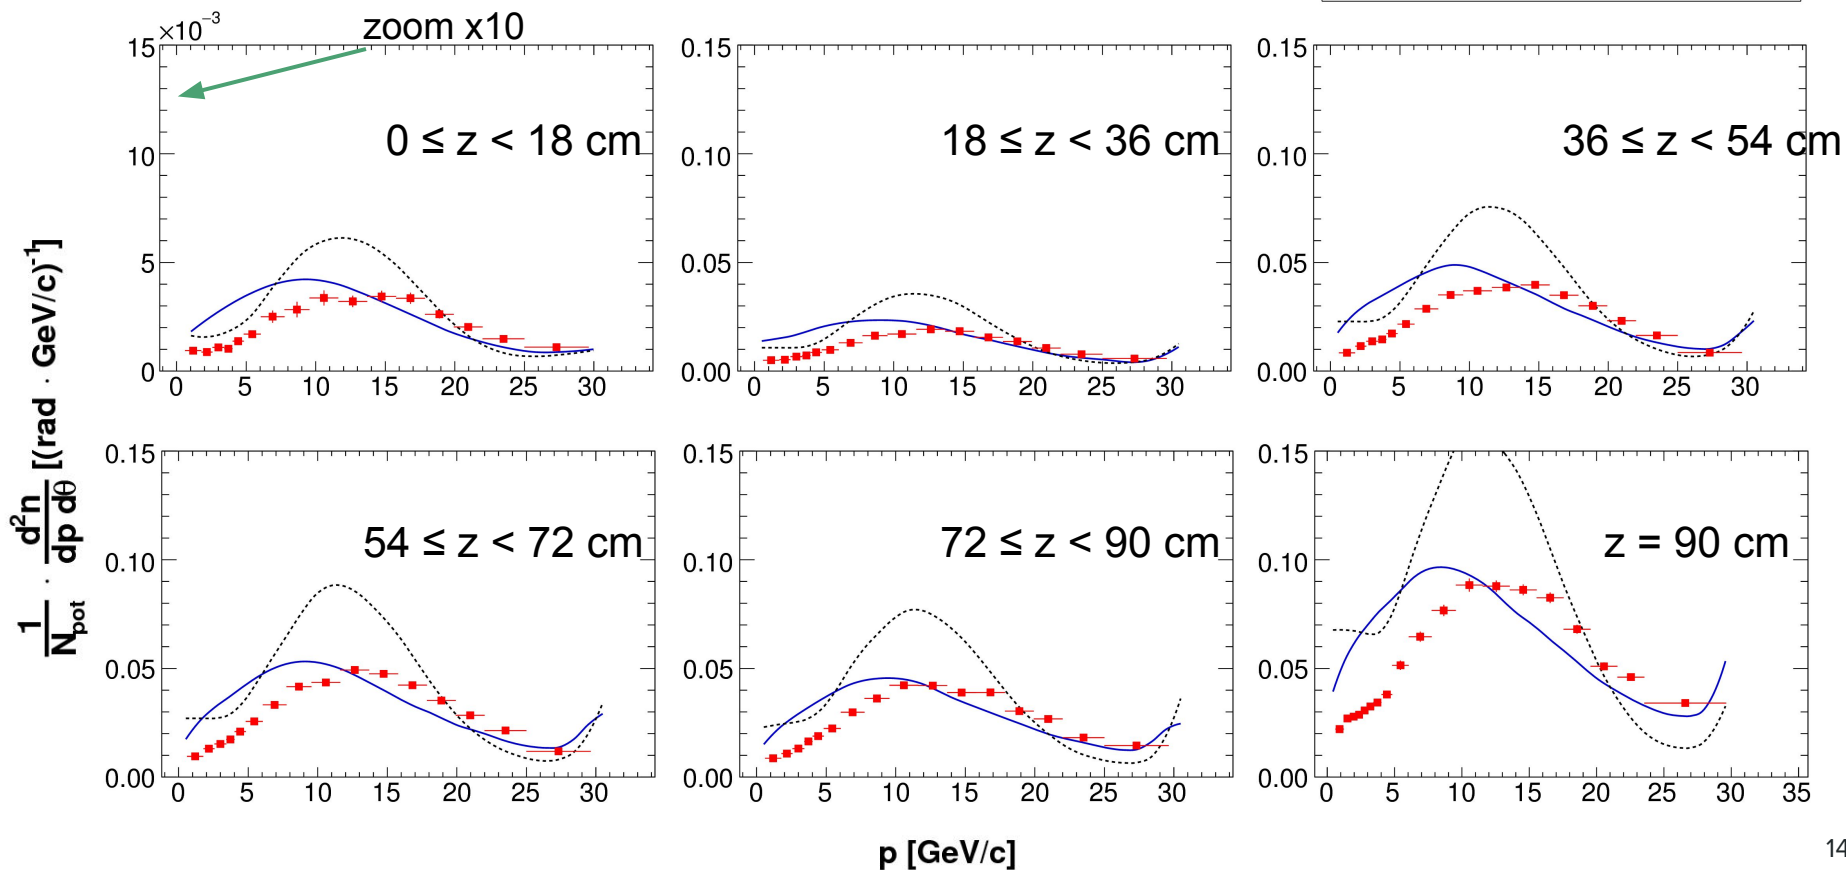 zoom x10
×10⁻³
15
10
5
0
0 5 10 15 20 25 30
0 ≤ z < 18 cm
0.15
0.10
0.05
0.00
0 5 10 15 20 25 30
18 ≤ z < 36 cm
0.15
0.10
0.05
0.00
0 5 10 15 20 25 30
36 ≤ z < 54 cm
0.15
0.10
0.05
0.00
0 5 10 15 20 25 30
54 ≤ z < 72 cm
0.15
0.10
0.05
0.00
0 5 10 15 20 25 30
72 ≤ z < 90 cm
0.15
0.10
0.05
0.00
0 5 10 15 20 25 30 35
z = 90 cm
1/N_pot · d²n/dp dθ [(rad · GeV/c)⁻¹]
p [GeV/c]
14